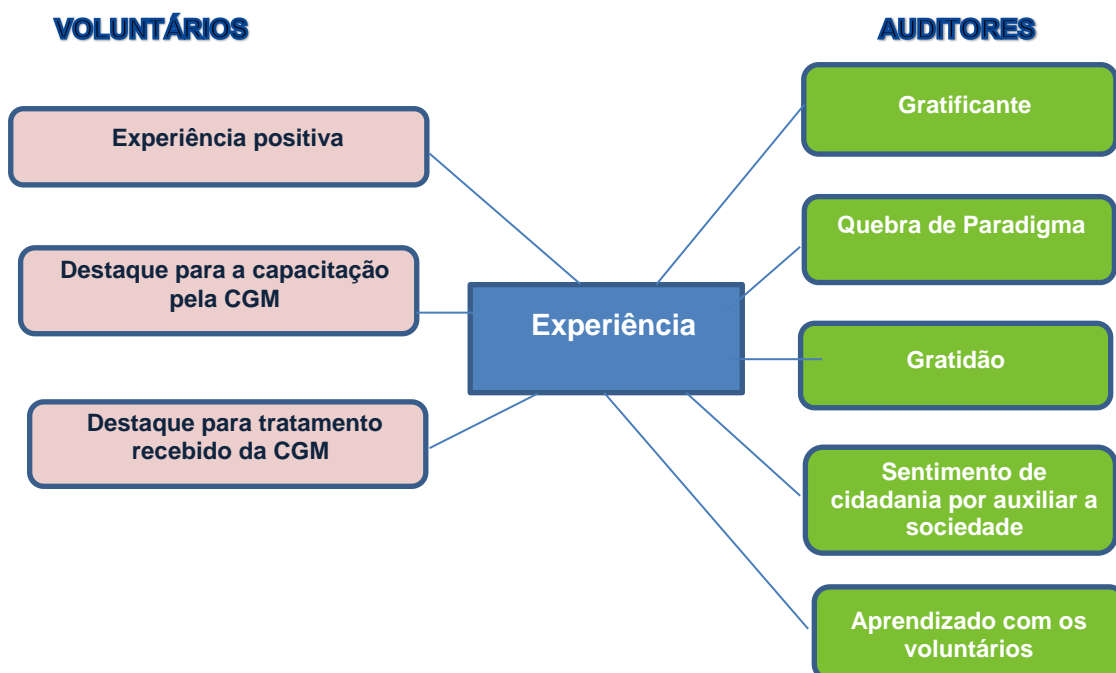 VOLUNTÁRIOS
Experiência positiva
Destaque para a capacitação
pela CGM
Destaque para tratamento
recebido da CGM
Experiência
AUDITORES
Gratificante
Quebra de Paradigma
Gratidão
Sentimento de
cidadania por auxiliar a
sociedade
Aprendizado com os
voluntários